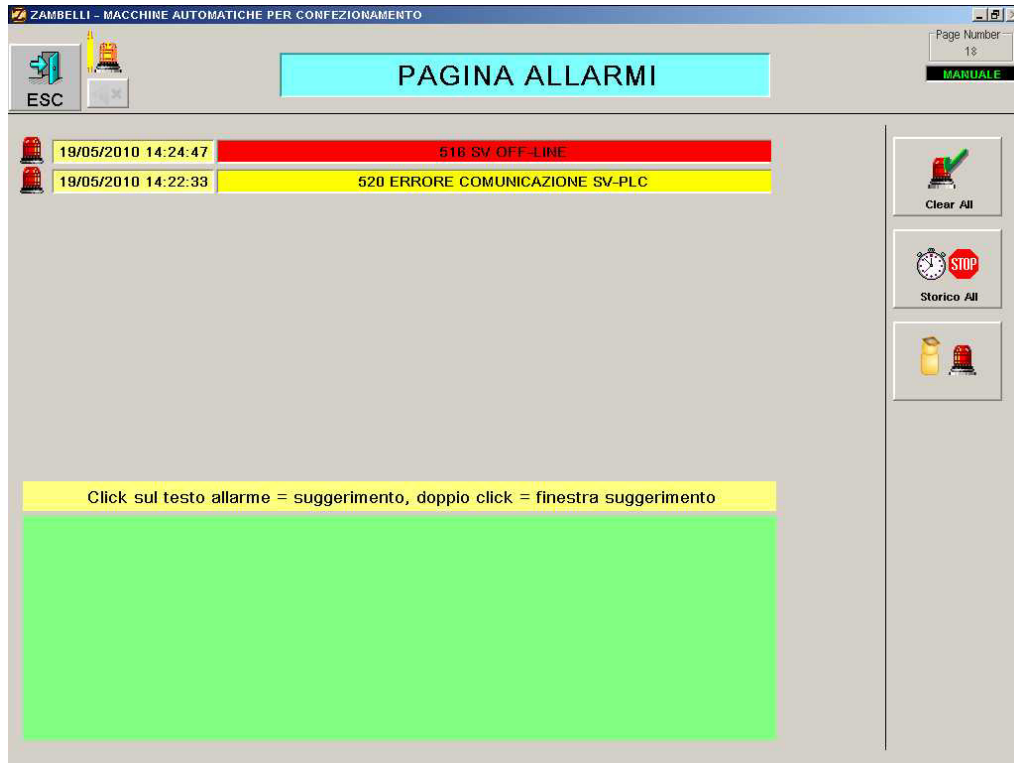 ZAMBELLI - MACCHINE AUTOMATICHE PER CONFEZIONAMENTO
Page Number
18
MANUALE
ESC
PAGINA ALLARMI
19/05/2010 14:24:47 516 SV OFF-LINE
19/05/2010 14:22:33 520 ERRORE COMUNICAZIONE SV-PLC
Clear All
STOP
Storico All
Click sul testo allarme = suggerimento, doppio click = finestra suggerimento